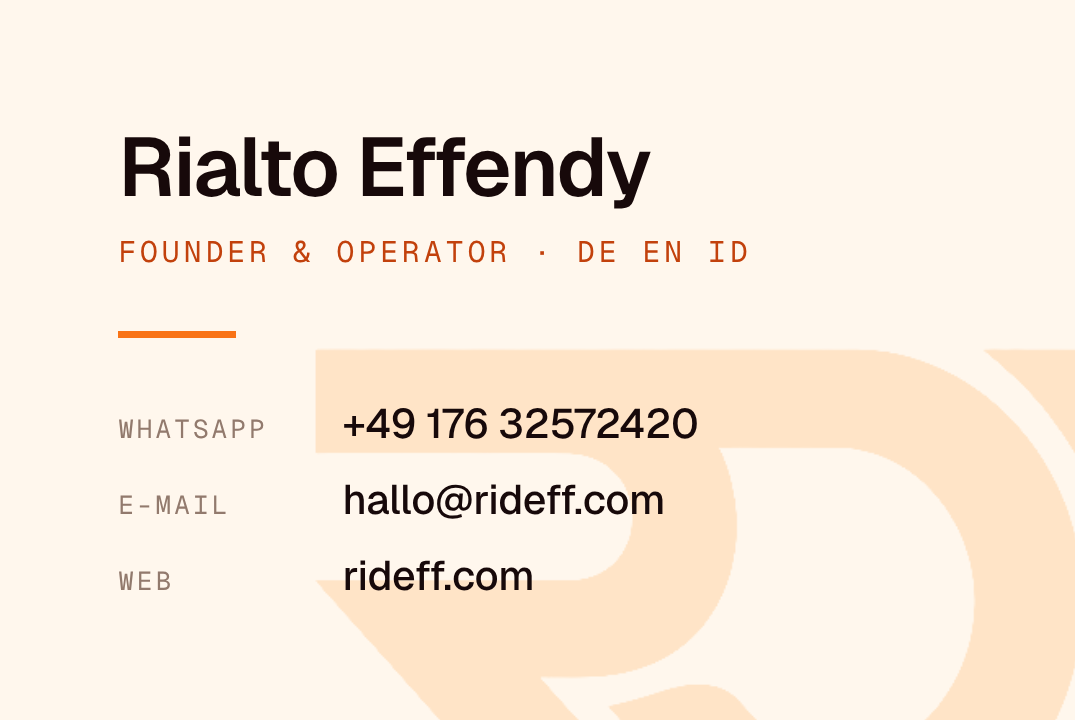 Rialto Effendy
FOUNDER & OPERATOR · DE EN ID
WHATSAPP +49 176 32572420
E-MAIL hallo@rideff.com
WEB rideff.com